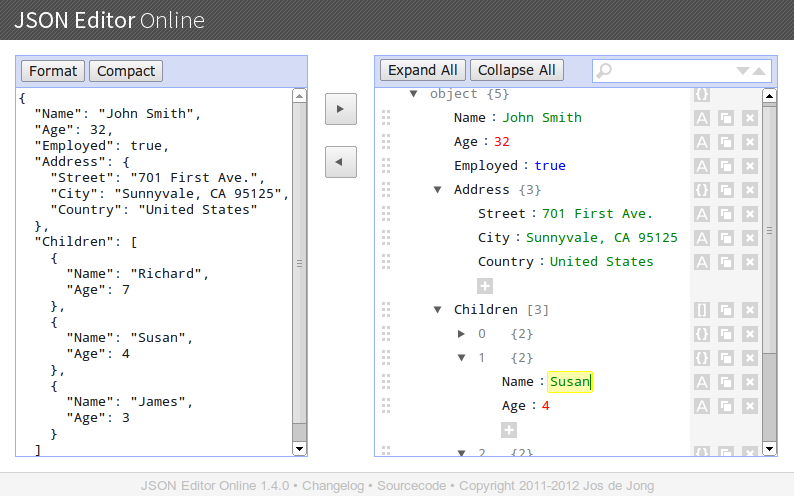 JSON Editor Online
Format Compact
{
  "Name": "John Smith",
  "Age": 32,
  "Employed": true,
  "Address": {
    "Street": "701 First Ave.",
    "City": "Sunnyvale, CA 95125",
    "Country": "United States"
  },
  "Children": [
    {
      "Name": "Richard",
      "Age": 7
    },
    {
      "Name": "Susan",
      "Age": 4
    },
    {
      "Name": "James",
      "Age": 3
    }
  ]
Expand All Collapse All
object {5} {}
Name : John Smith A
Age : 32 A
Employed : true A
Address {3} {}
Street : 701 First Ave. A
City : Sunnyvale, CA 95125 A
Country : United States A
Children [3] []
0 {2} {}
1 {2} {}
Name : Susan A
Age : 4 A
2 {2} {}
JSON Editor Online 1.4.0 • Changelog • Sourcecode • Copyright 2011-2012 Jos de Jong